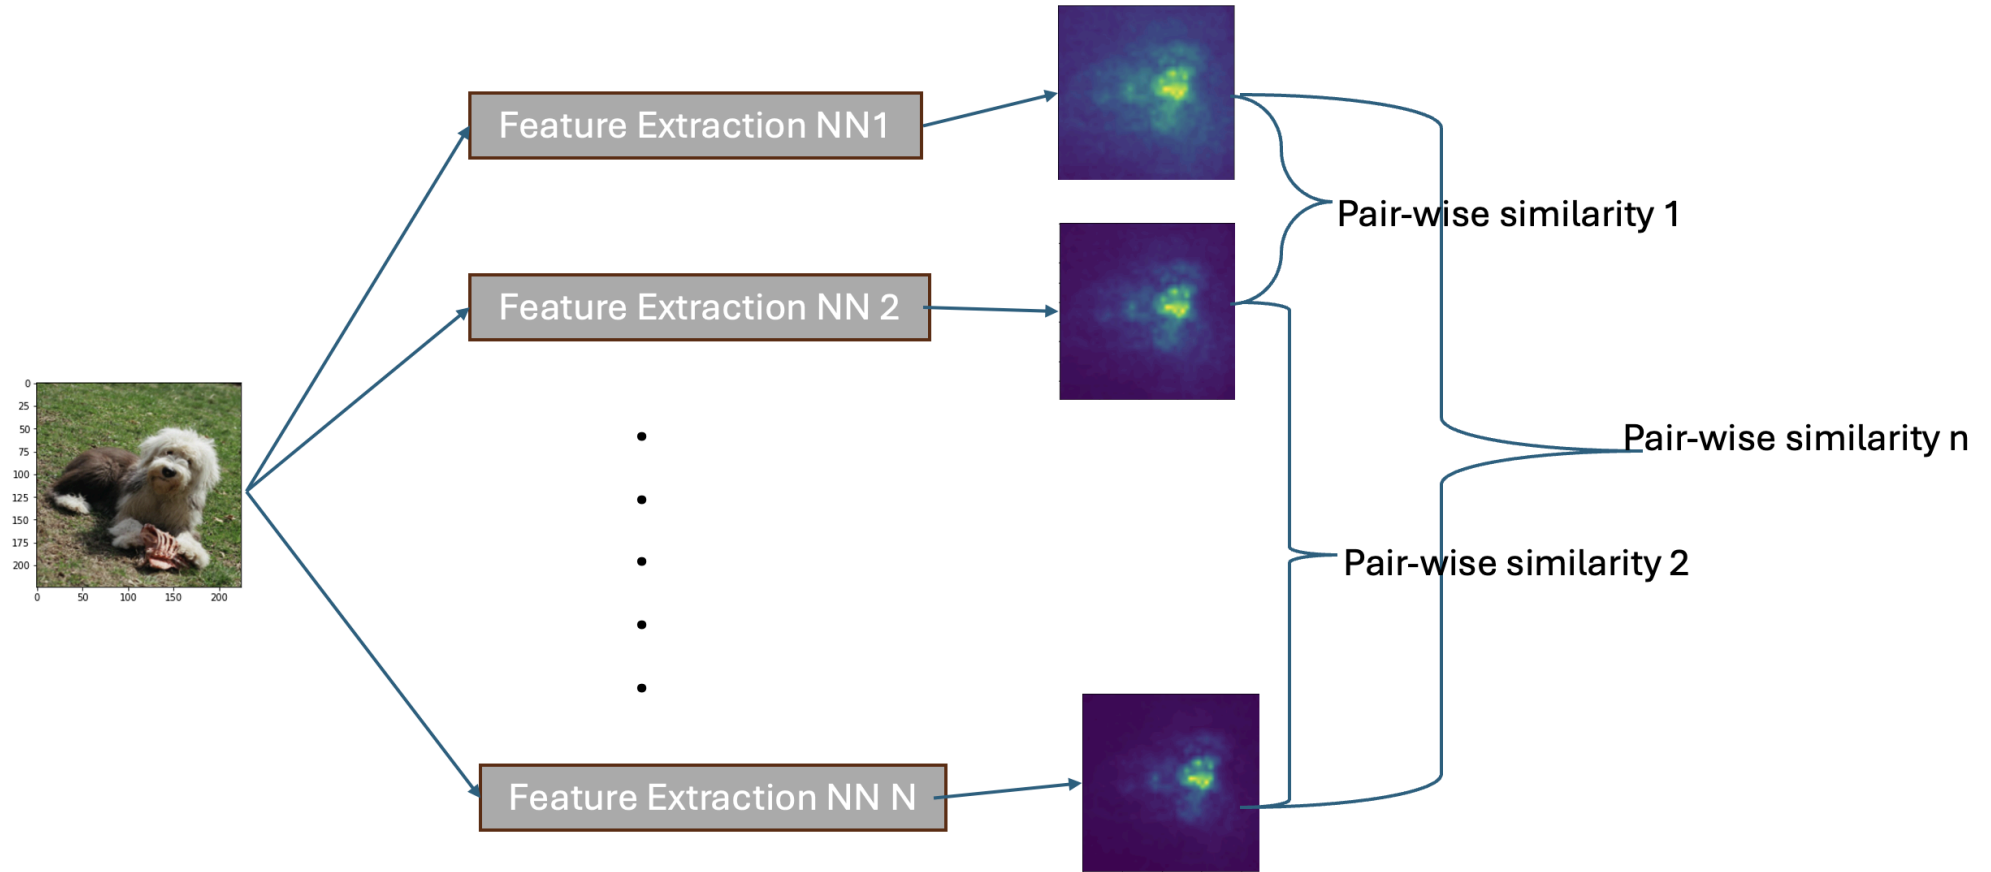 Feature Extraction NN1
Pair-wise similarity 1
Feature Extraction NN 2
0
25
50
75
100
125
150
175
200
0 50 100 150 200
Pair-wise similarity n
Pair-wise similarity 2
Feature Extraction NN N